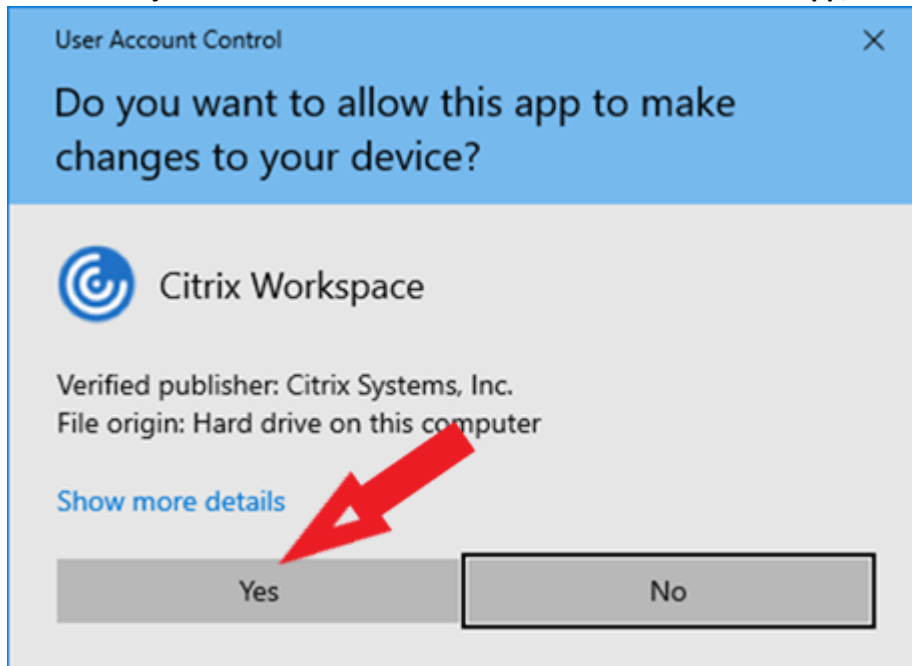 User Account Control
Do you want to allow this app to make
changes to your device?
Citrix Workspace
Verified publisher: Citrix Systems, Inc.
File origin: Hard drive on this computer
Show more details
Yes No